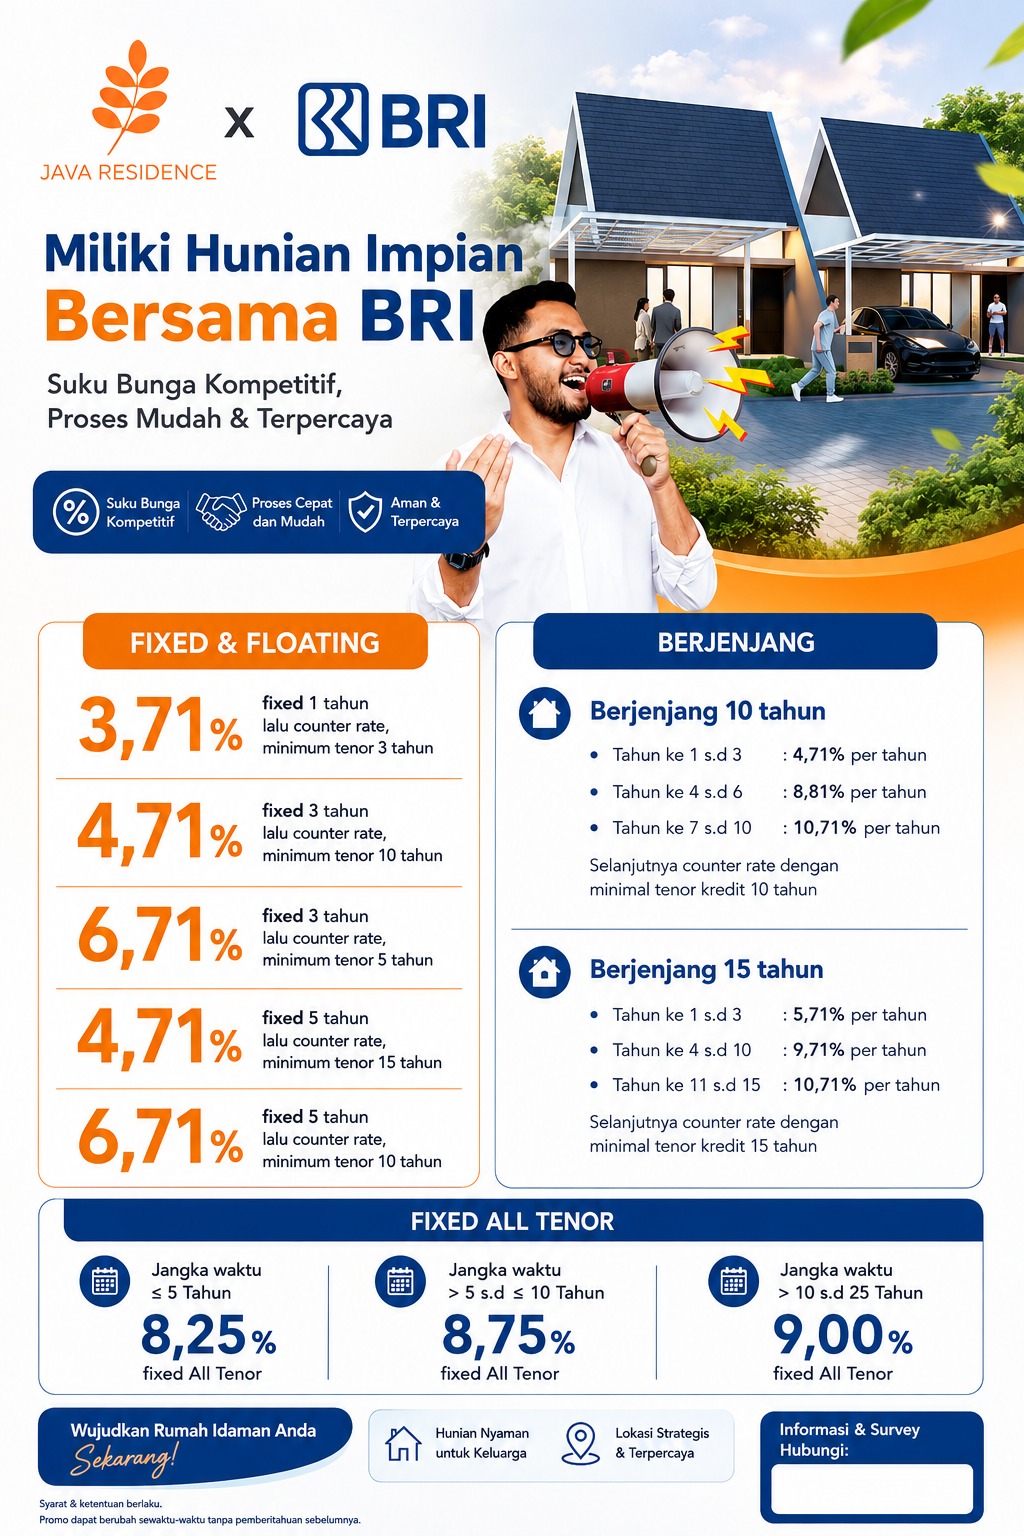 JAVA RESIDENCE
x
BRI
Miliki Hunian Impian
Bersama BRI
Suku Bunga Kompetitif,
Proses Mudah & Terpercaya
Suku Bunga
Kompetitif
Proses Cepat
dan Mudah
Aman &
Terpercaya
FIXED & FLOATING
3,71%
fixed 1 tahun
lalu counter rate,
minimum tenor 3 tahun
4,71%
fixed 3 tahun
lalu counter rate,
minimum tenor 10 tahun
6,71%
fixed 3 tahun
lalu counter rate,
minimum tenor 5 tahun
4,71%
fixed 5 tahun
lalu counter rate,
minimum tenor 15 tahun
6,71%
fixed 5 tahun
lalu counter rate,
minimum tenor 10 tahun
BERJENJANG
Berjenjang 10 tahun
• Tahun ke 1 s.d 3 : 4,71% per tahun
• Tahun ke 4 s.d 6 : 8,81% per tahun
• Tahun ke 7 s.d 10 : 10,71% per tahun
Selanjutnya counter rate dengan
minimal tenor kredit 10 tahun
Berjenjang 15 tahun
• Tahun ke 1 s.d 3 : 5,71% per tahun
• Tahun ke 4 s.d 10 : 9,71% per tahun
• Tahun ke 11 s.d 15 : 10,71% per tahun
Selanjutnya counter rate dengan
minimal tenor kredit 15 tahun
FIXED ALL TENOR
Jangka waktu
≤ 5 Tahun
8,25%
fixed All Tenor
Jangka waktu
> 5 s.d ≤ 10 Tahun
8,75%
fixed All Tenor
Jangka waktu
> 10 s.d 25 Tahun
9,00%
fixed All Tenor
Wujudkan Rumah Idaman Anda
Sekarang!
Hunian Nyaman
untuk Keluarga
Lokasi Strategis
& Terpercaya
Informasi & Survey
Hubungi:
Syarat & ketentuan berlaku.
Promo dapat berubah sewaktu-waktu tanpa pemberitahuan sebelumnya.